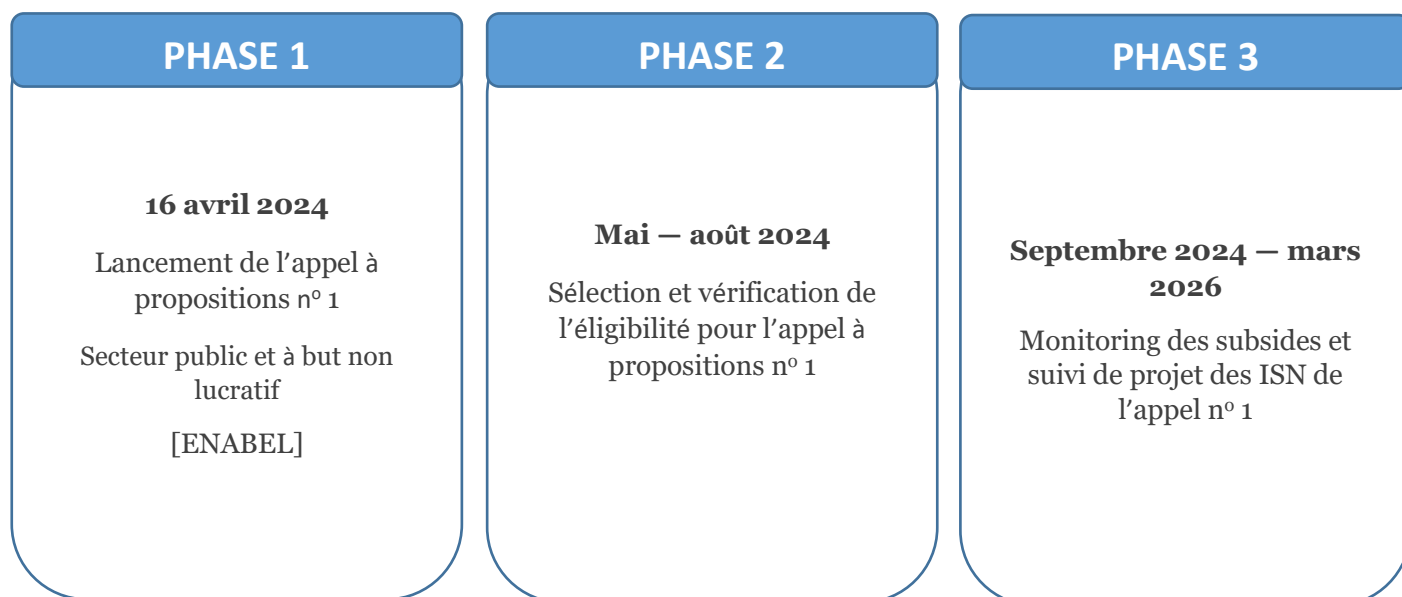 PHASE 1
16 avril 2024
Lancement de l’appel à
propositions nº 1
Secteur public et à but non
lucratif
[ENABEL]
PHASE 2
Mai — août 2024
Sélection et vérification de
l’éligibilité pour l’appel à
propositions nº 1
PHASE 3
Septembre 2024 — mars
2026
Monitoring des subsides et
suivi de projet des ISN de
l’appel nº 1